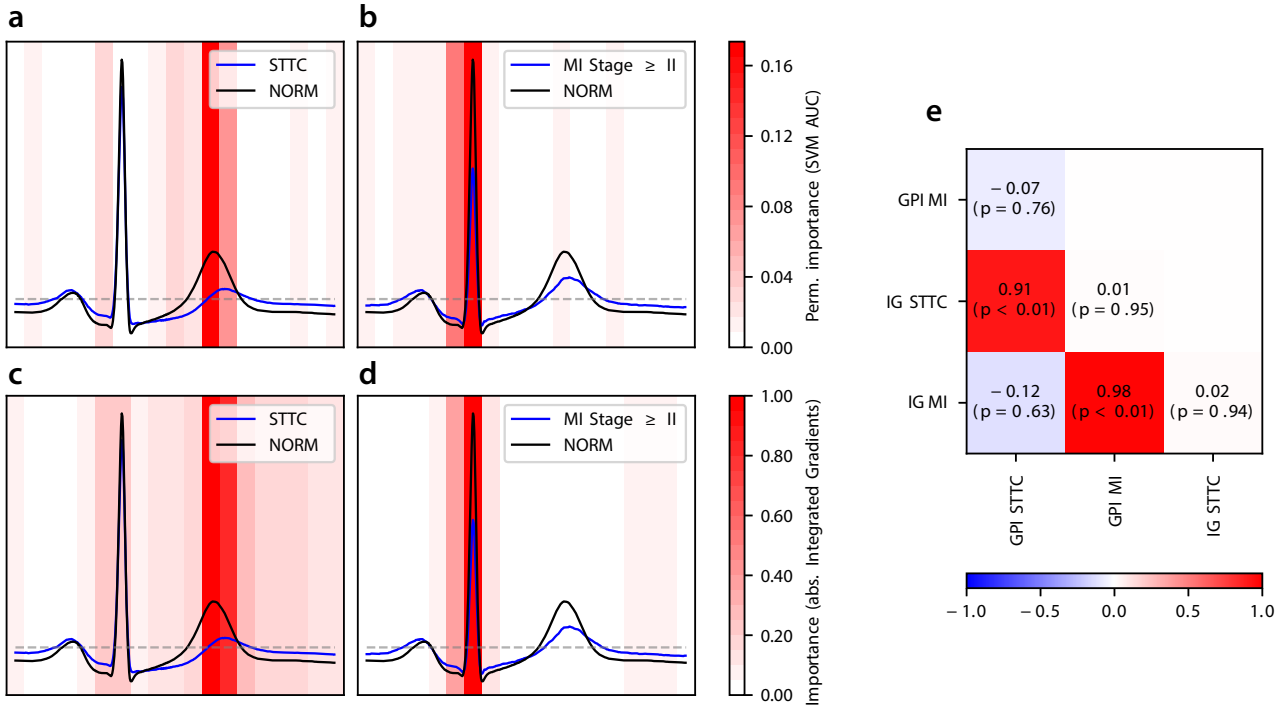 a
STTC
NORM
b
MI Stage ≥ II
NORM
0.16
0.12
0.08
0.04
0.00
Perm. importance (SVM AUC)
c
STTC
NORM
d
MI Stage ≥ II
NORM
1.00
0.80
0.60
0.40
0.20
0.00
Importance (abs. Integrated Gradients)
e
GPI MI
− 0.07
(p = 0.76)
IG STTC
0.91
(p < 0.01)
0.01
(p = 0.95)
IG MI
− 0.12
(p = 0.63)
0.98
(p < 0.01)
0.02
(p = 0.94)
GPI STTC
GPI MI
IG STTC
− 1.0
− 0.5
0.0
0.5
1.0